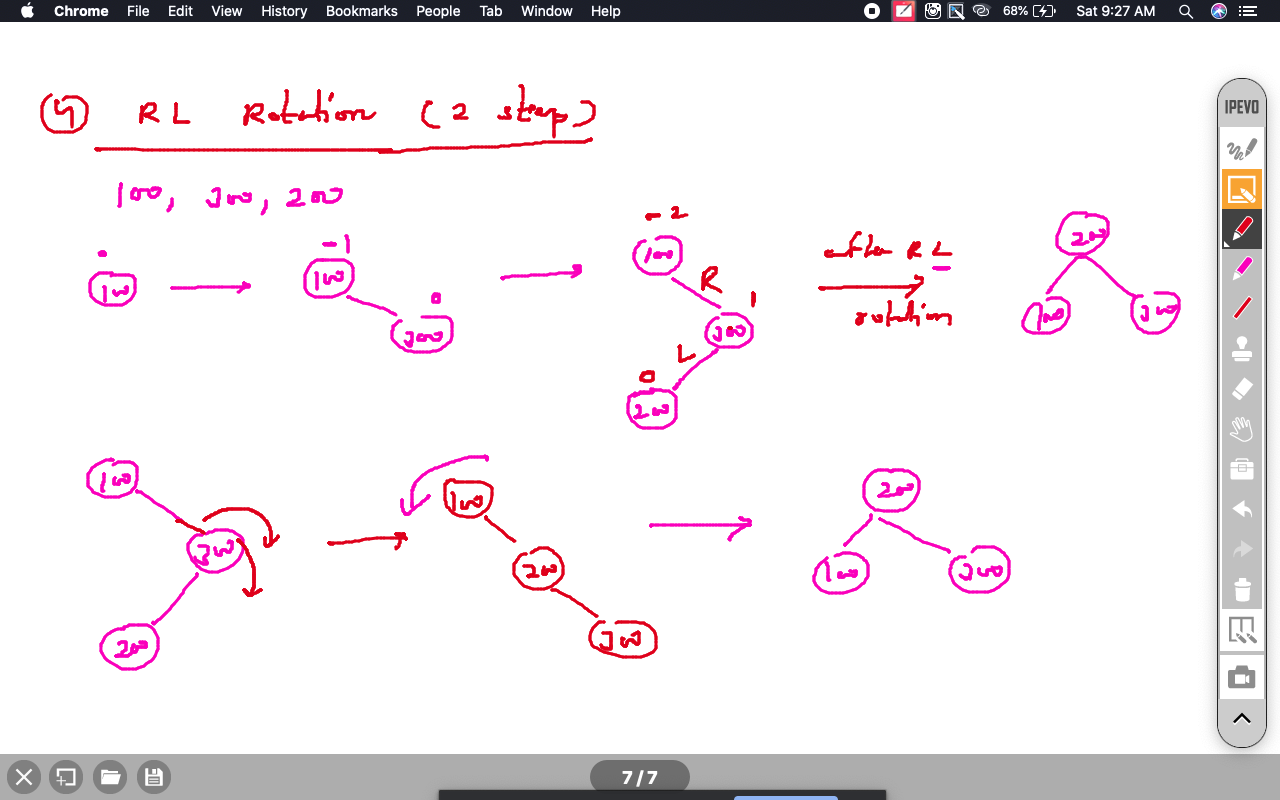 Chrome File Edit View History Bookmarks People Tab Window Help 68% Sat 9:27 AM
IPEVO
4 RL Rotation (2 step)
100, 300, 200
0 100
-1 100 0 300
-2 100 R 1 300 L 0 200
after RL rotation
200 100 300
100 300 200
100 200 300
200 100 300
7/7